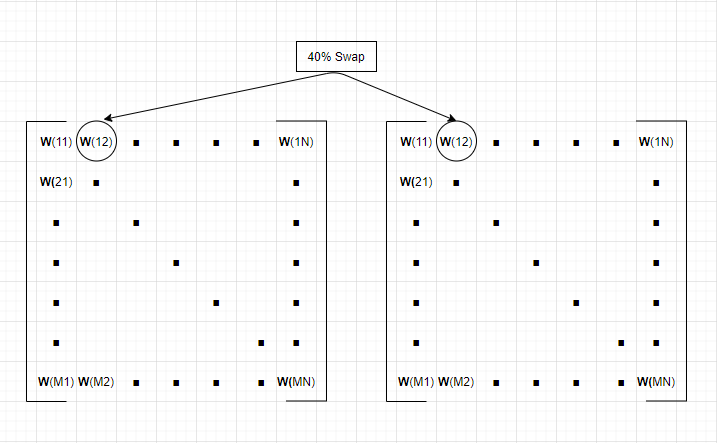 40% Swap
W(11) W(12) W(1N) W(11) W(12) W(1N)
W(21) W(21)
W(M1) W(M2) W(MN) W(M1) W(M2) W(MN)